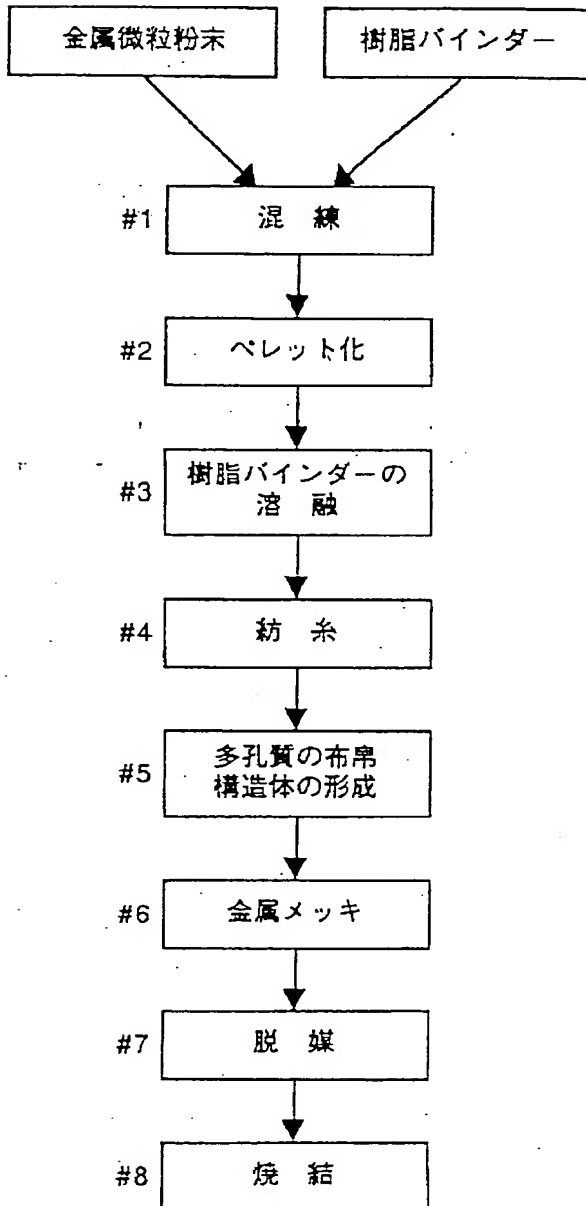 金属微粒粉末
樹脂バインダー
#1 混 練
#2 ペレット化
#3 樹脂バインダーの
溶 融
#4 紡 糸
#5 多孔質の布帛
構造体の形成
#6 金属メッキ
#7 脱 媒
#8 焼 結